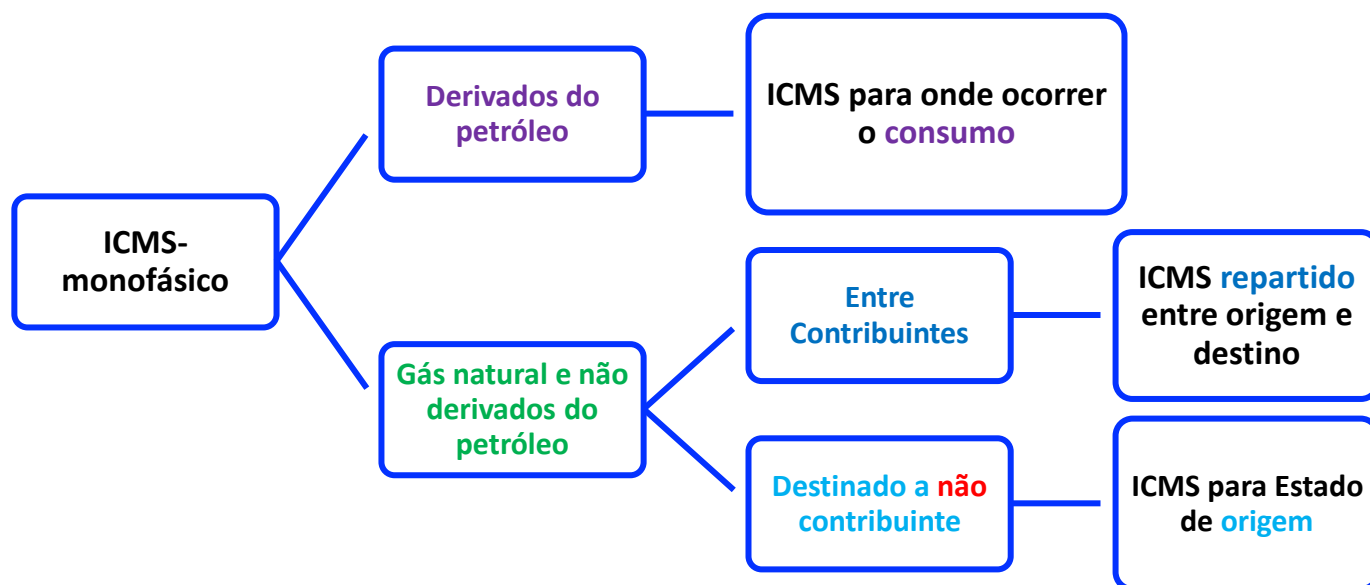 ICMS-
monofásico
Derivados do
petróleo
ICMS para onde ocorrer
o consumo
Gás natural e não
derivados do
petróleo
Entre
Contribuintes
ICMS repartido
entre origem e
destino
Destinado a não
contribuinte
ICMS para Estado
de origem